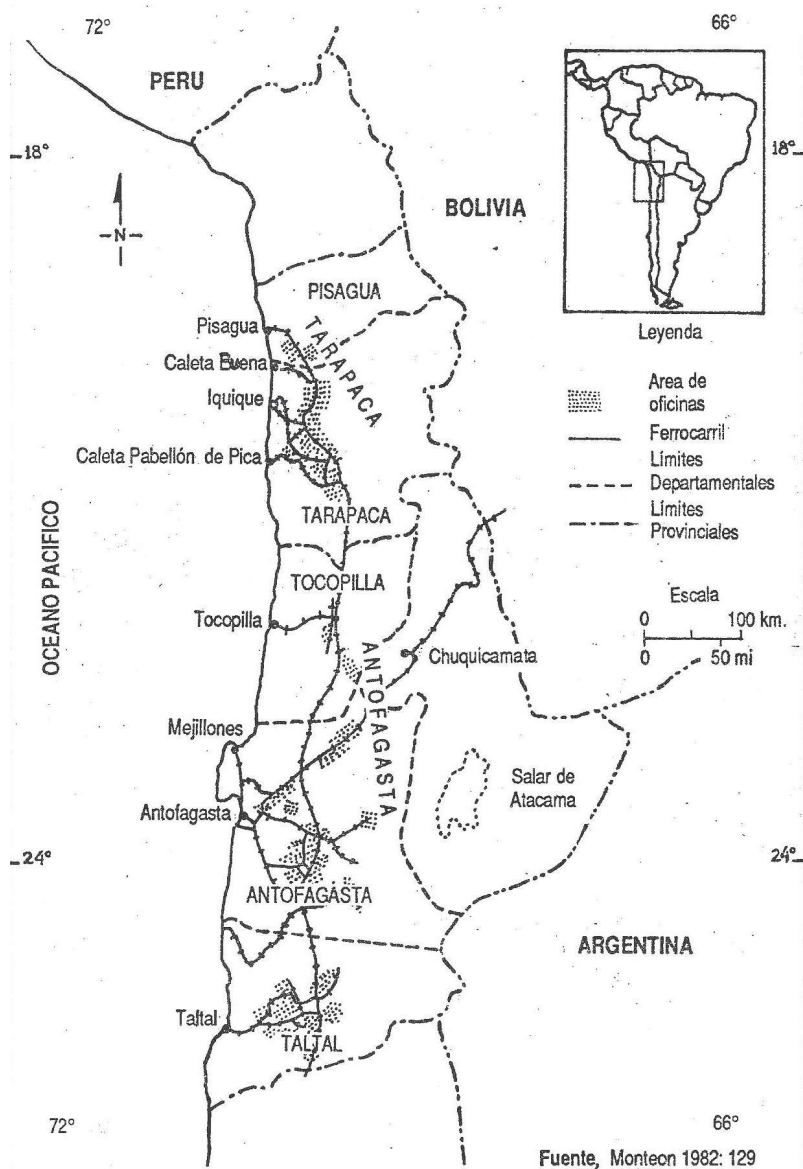 72°
66°
PERU
18°
18°
N
BOLIVIA
PISAGUA
Leyenda
Pisagua
TARAPACA
Caleta Buena
Iquique
Caleta Pabellón de Pica
Area de
oficinas
Ferrocarril
Límites
Departamentales
Límites
Provinciales
TARAPACA
OCEANO PACIFICO
TOCOPILLA
Tocopilla
Escala
0 100 km.
0 50 mi
Chuquicamata
ANTOFAGASTA
Mejillones
Salar de
Atacama
Antofagasta
24°
24°
ANTOFAGASTA
ARGENTINA
Taltal
TALTAL
72°
66°
Fuente, Monteon 1982: 129